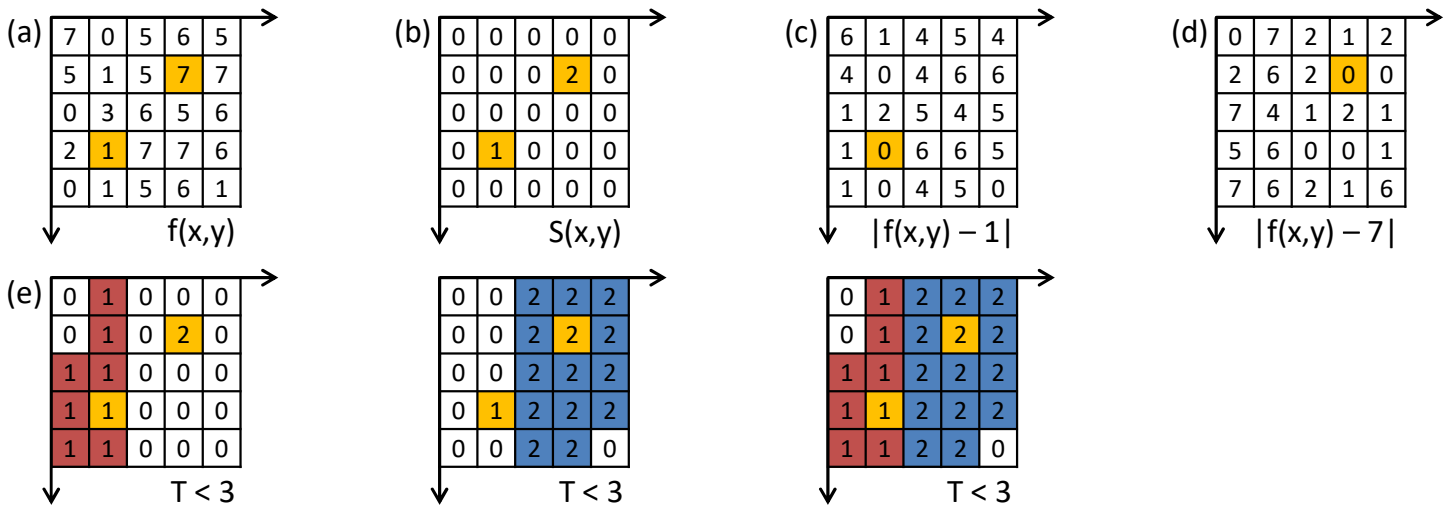 (a) 7 0 5 6 5 (b) 0 0 0 0 0 (c) 6 1 4 5 4 (d) 0 7 2 1 2
5 1 5 7 7 0 0 0 2 0 4 0 4 6 6 2 6 2 0 0
0 3 6 5 6 0 0 0 0 0 1 2 5 4 5 7 4 1 2 1
2 1 7 7 6 0 1 0 0 0 1 0 6 6 5 5 6 0 0 1
0 1 5 6 1 0 0 0 0 0 1 0 4 5 0 7 6 2 1 6
f(x,y) S(x,y) |f(x,y) – 1| |f(x,y) – 7|
(e) 0 1 0 0 0 0 0 2 2 2 0 1 2 2 2
0 1 0 2 0 0 0 2 2 2 0 1 2 2 2
1 1 0 0 0 0 0 2 2 2 1 1 2 2 2
1 1 0 0 0 0 1 2 2 2 1 1 2 2 2
1 1 0 0 0 0 0 2 2 0 1 1 2 2 0
T < 3 T < 3 T < 3